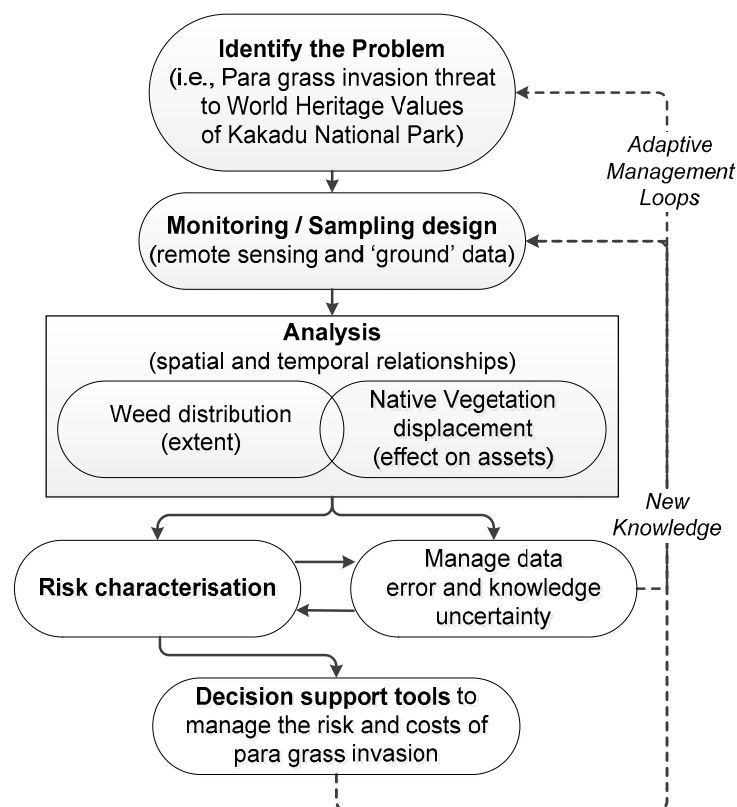 Identify the Problem
(i.e., Para grass invasion threat
to World Heritage Values
of Kakadu National Park)
Adaptive
Management
Loops
Monitoring / Sampling design
(remote sensing and ‘ground’ data)
Analysis
(spatial and temporal relationships)
Weed distribution
(extent)
Native Vegetation
displacement
(effect on assets)
New
Knowledge
Risk characterisation
Manage data
error and knowledge
uncertainty
Decision support tools to
manage the risk and costs of
para grass invasion